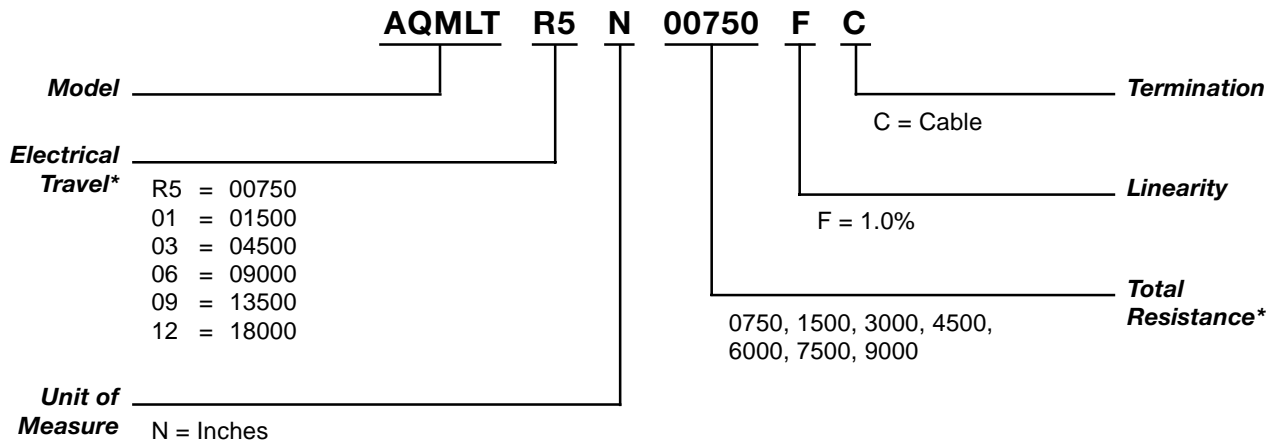 AQMLT R5 N 00750 F C
Model
Termination
C = Cable
Electrical
Travel*
R5 = 00750
01 = 01500
03 = 04500
06 = 09000
09 = 13500
12 = 18000
Linearity
F = 1.0%
Total
Resistance*
0750, 1500, 3000, 4500,
6000, 7500, 9000
Unit of
Measure
N = Inches